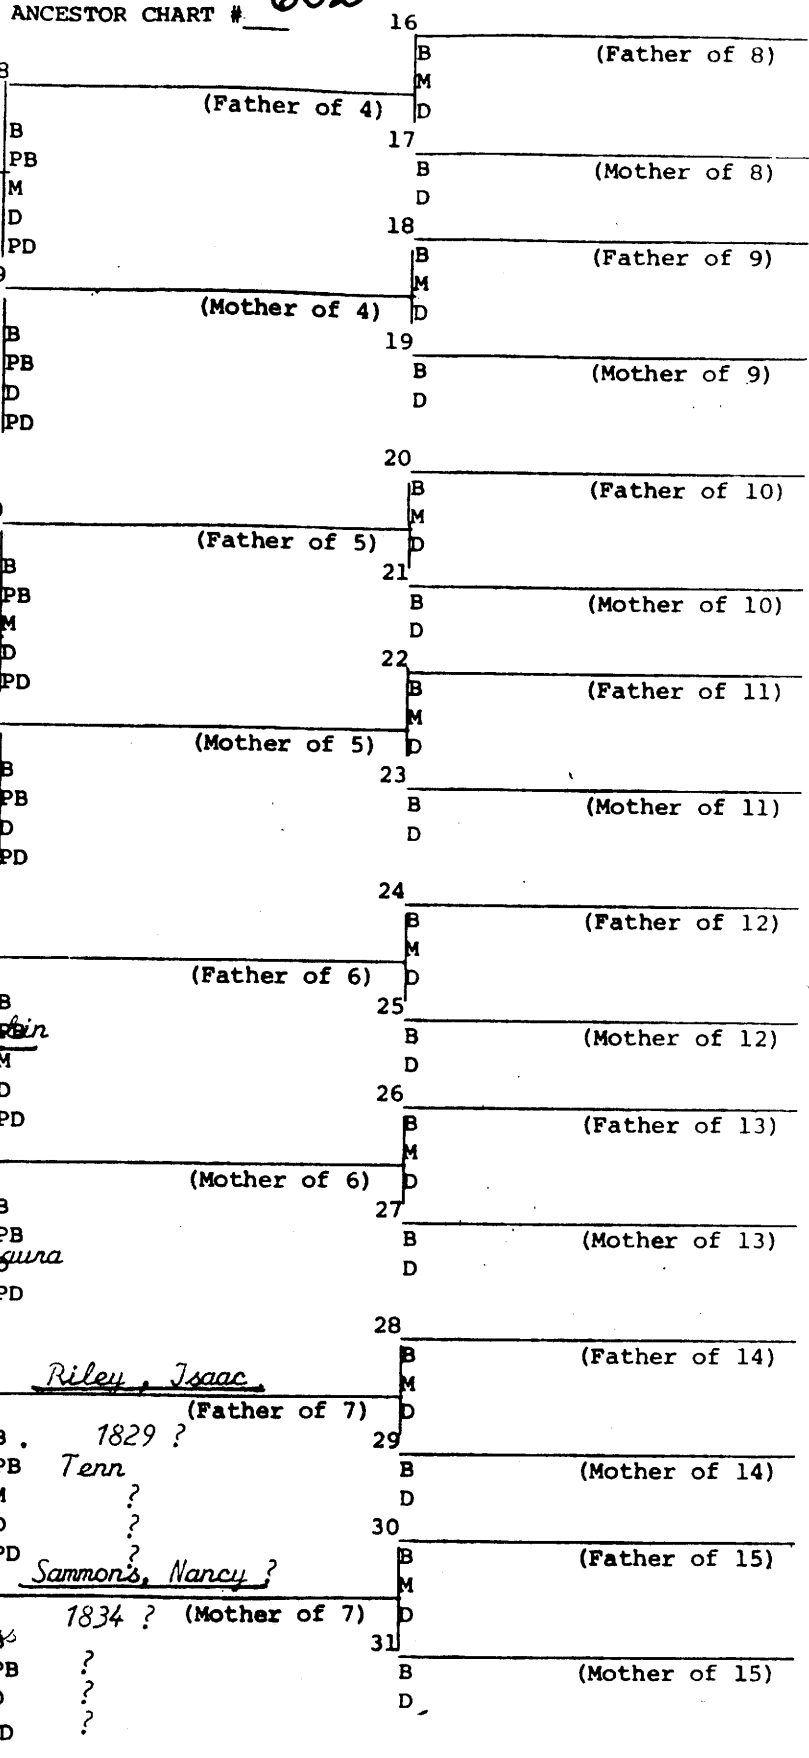 ANCESTOR CHART # 602
16
8
B (Father of 8)
M
(Father of 4) D
17
B
PB B (Mother of 8)
M
D D
18
PD
B (Father of 9)
9 M
(Mother of 4) D
19
B
PB B (Mother of 9)
D D
PD
20
B (Father of 10)
M
(Father of 5) D
21
B
PB B (Mother of 10)
M
D D
22
PD
B (Father of 11)
M
(Mother of 5) D
23
B
PB B (Mother of 11)
D D
PD
24
B (Father of 12)
M
(Father of 6) D
B 25
B (Mother of 12)
M
D D
26
PD
B (Father of 13)
M
(Mother of 6) D
B 27
PB B (Mother of 13)
guna
D
PD
28
B (Father of 14)
Riley, Isaac M
(Father of 7) D
B. 1829 ? 29
PB Tenn B (Mother of 14)
M ? D
D ? 30
PD ? B (Father of 15)
Sammons, Nancy ? M
1834 ? (Mother of 7) D
31
PB ? B (Mother of 15)
D ? D
D ?